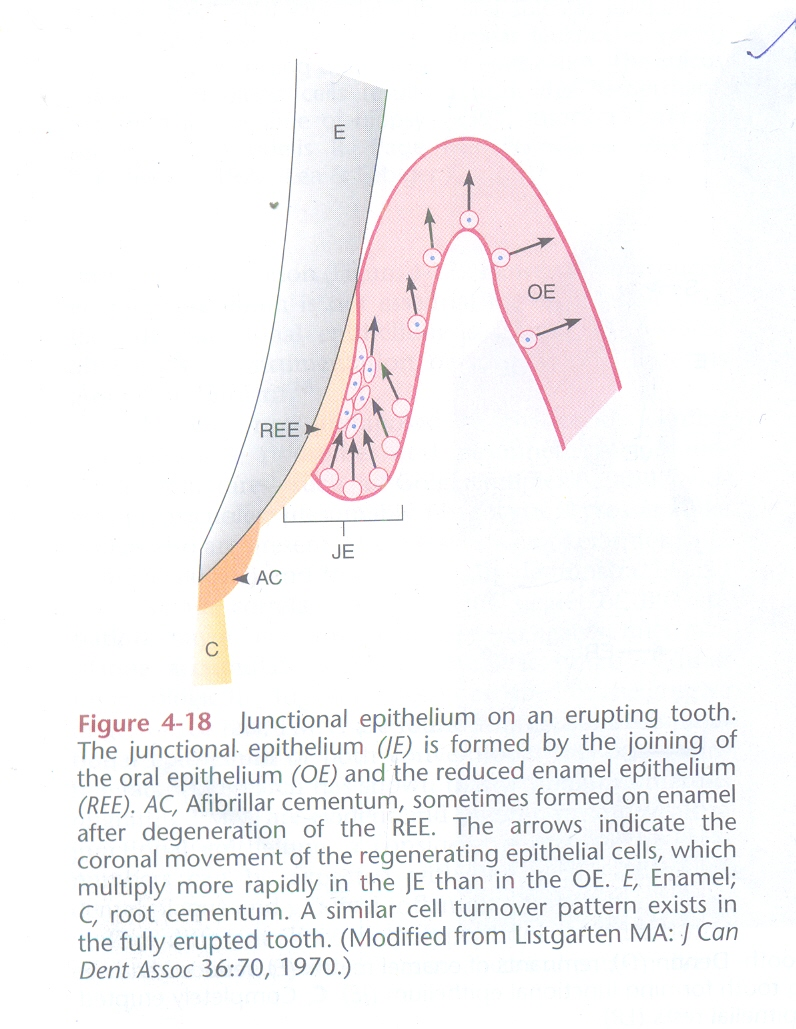 E
OE
REE
JE
AC
C
Figure 4-18 Junctional epithelium on an erupting tooth.
The junctional epithelium (JE) is formed by the joining of
the oral epithelium (OE) and the reduced enamel epithelium
(REE). AC, Afibrillar cementum, sometimes formed on enamel
after degeneration of the REE. The arrows indicate the
coronal movement of the regenerating epithelial cells, which
multiply more rapidly in the JE than in the OE. E, Enamel;
C, root cementum. A similar cell turnover pattern exists in
the fully erupted tooth. (Modified from Listgarten MA: J Can
Dent Assoc 36:70, 1970.)